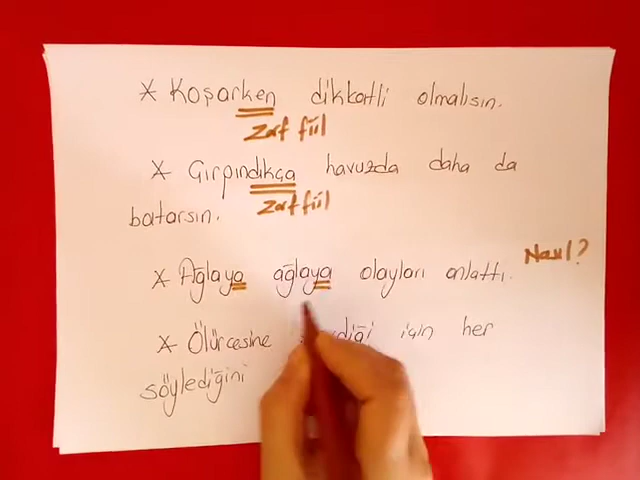 * Koşarken dikkatli olmalısın.
zarf fiil
* Çırpındıkça havuzda daha da
zarf fiil
batarsın.
Nasıl?
* Ağlaya ağlaya olayları anlattı.
* Ölürcesine için her
söylediğini